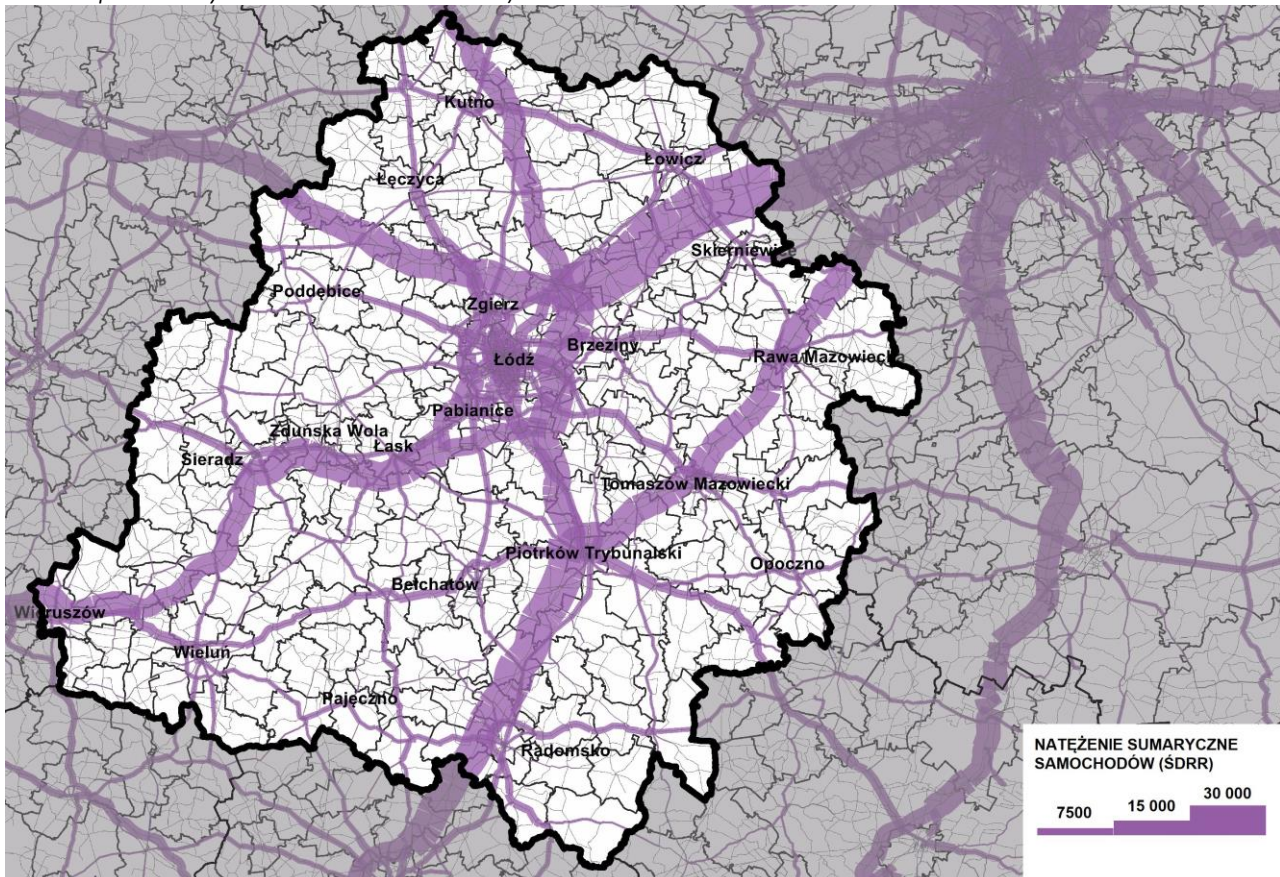 Kutno
Łowicz
Łęczyca
Skierniewi
Poddębice
Zgierz
Brzeziny
Łódź
Rawa Mazowiecka
Pabianice
Zduńska Wola
Łask
Sieradz
Tomaszów Mazowiecki
Piotrków Trybunalski
Opoczno
Bełchatów
Wieruszów
Wieluń
Pajęczno
Radomsko
NATĘŻENIE SUMARYCZNE
SAMOCHODÓW (ŚDRR)
7500 15 000 30 000